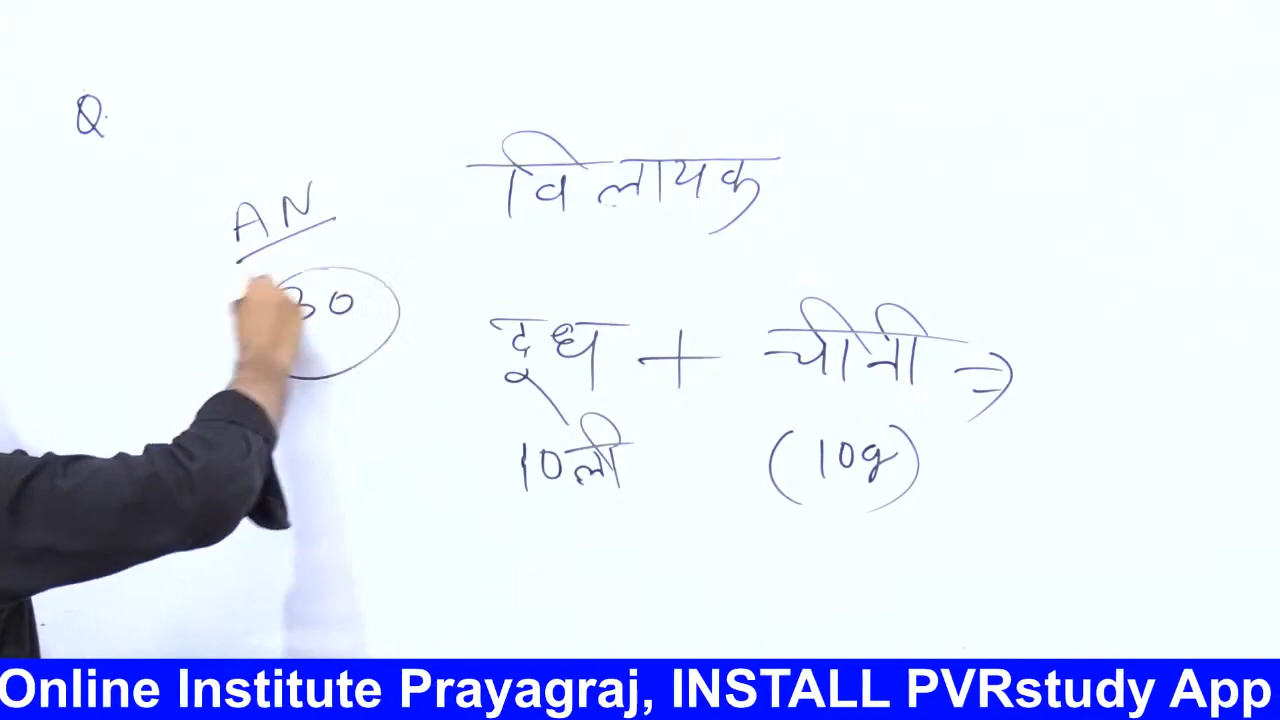 Q.
विलायक
AN
30
दूध + चीनी ⇒
10ली (10g)
Online Institute Prayagraj, INSTALL PVRstudy App